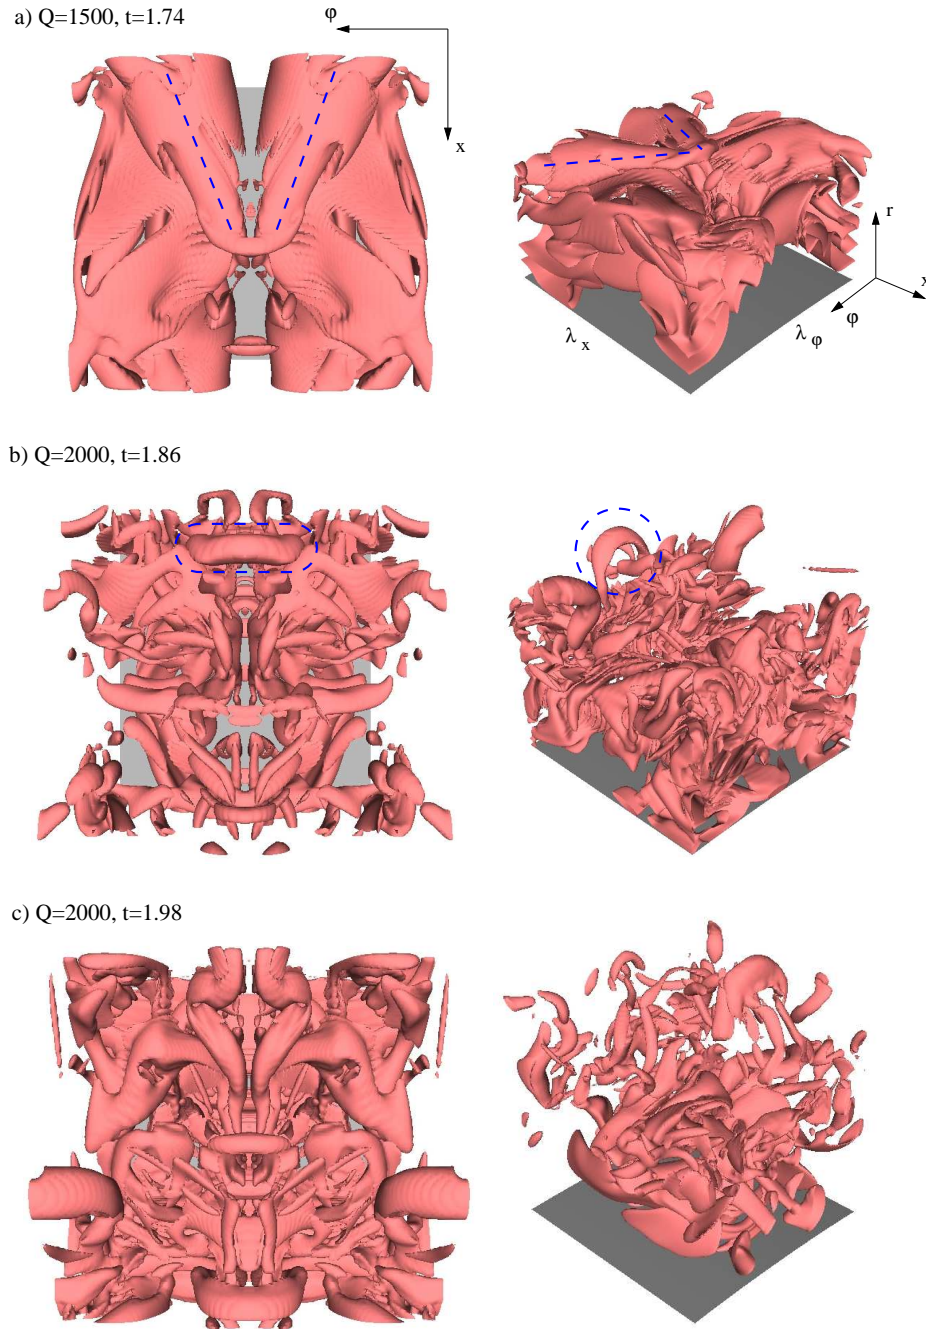 a) Q=1500, t=1.74
φ
x
r
x
φ
λ x
λ φ
b) Q=2000, t=1.86
c) Q=2000, t=1.98